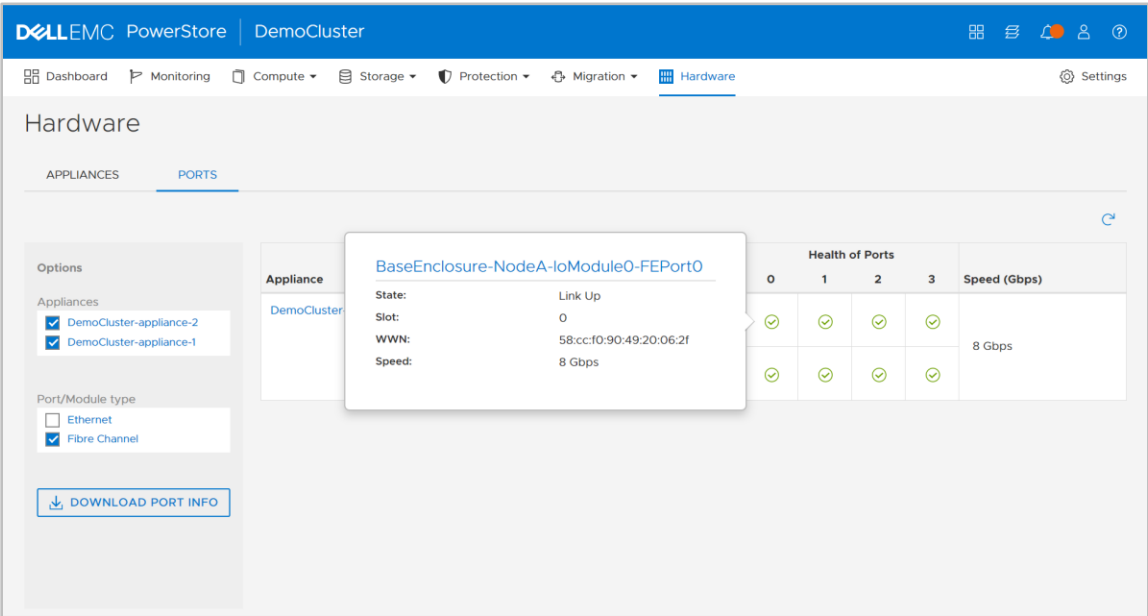 DELLEMC PowerStore DemoCluster
Dashboard Monitoring Compute Storage Protection Migration Hardware Settings
Hardware
APPLIANCES PORTS
Options
Appliances
DemoCluster-appliance-2
DemoCluster-appliance-1
Port/Module type
Ethernet
Fibre Channel
DOWNLOAD PORT INFO
Appliance Health of Ports Speed (Gbps)
0 1 2 3
DemoCluster-
8 Gbps
BaseEnclosure-NodeA-IoModule0-FEPort0
State: Link Up
Slot: 0
WWN: 58:cc:f0:90:49:20:06:2f
Speed: 8 Gbps